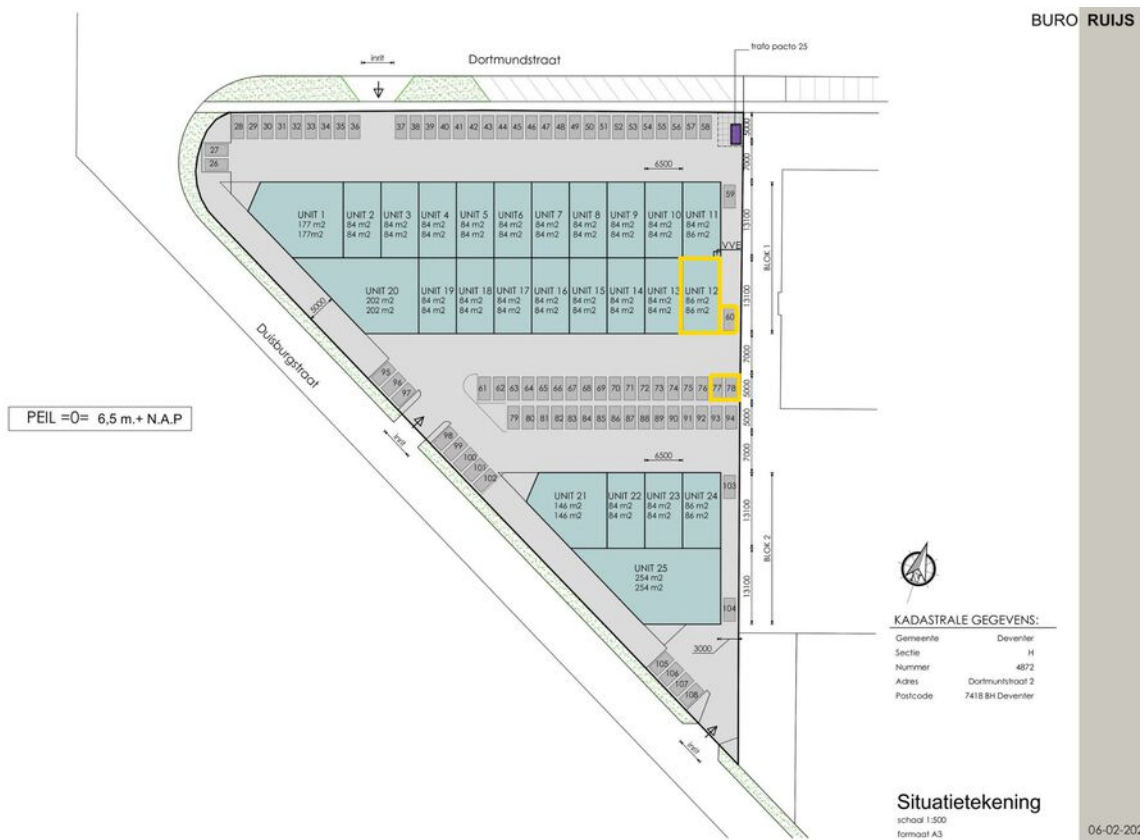 BURO RUIJS
trafo pacto 25
inrit
Dortmundstraat
28 29 30 31 32 33 34 35 36 37 38 39 40 41 42 43 44 45 46 47 48 49 50 51 52 53 54 55 56 57 58
5000
27
26
7000
6500
59
UNIT 1
177 m2
177m2
UNIT 2
84 m2
84 m2
UNIT 3
84 m2
84 m2
UNIT 4
84 m2
84 m2
UNIT 5
84 m2
84 m2
UNIT6
84 m2
84 m2
UNIT 7
84 m2
84 m2
UNIT 8
84 m2
84 m2
UNIT 9
84 m2
84 m2
UNIT 10
84 m2
84 m2
UNIT 11
84 m2
86 m2
13100
VVE
BLOK 1
UNIT 20
202 m2
202 m2
UNIT 19
84 m2
84 m2
UNIT 18
84 m2
84 m2
UNIT 17
84 m2
84 m2
UNIT 16
84 m2
84 m2
UNIT 15
84 m2
84 m2
UNIT 14
84 m2
84 m2
UNIT 13
84 m2
84 m2
UNIT 12
86 m2
86 m2
60
13100
5000
Duisburgstraat
7000
95
96
97
61 62 63 64 65 66 67 68 69 70 71 72 73 74 75 76 77 78
5000
79 80 81 82 83 84 85 86 87 88 89 90 91 92 93 94
5000
PEIL =0= 6,5 m.+ N.A.P
inrit
98
99
100
101
102
7000
6500
UNIT 21
146 m2
146 m2
UNIT 22
84 m2
84 m2
UNIT 23
84 m2
84 m2
UNIT 24
86 m2
86 m2
103
13100
BLOK 2
UNIT 25
254 m2
254 m2
13100
104
3000
105
106
107
108
inrit
KADASTRALE GEGEVENS:
Gemeente Deventer
Sectie H
Nummer 4872
Adres Dortmuntstraat 2
Postcode 7418 BH Deventer
Situatietekening
schaal 1:500
formaat A3
06-02-202